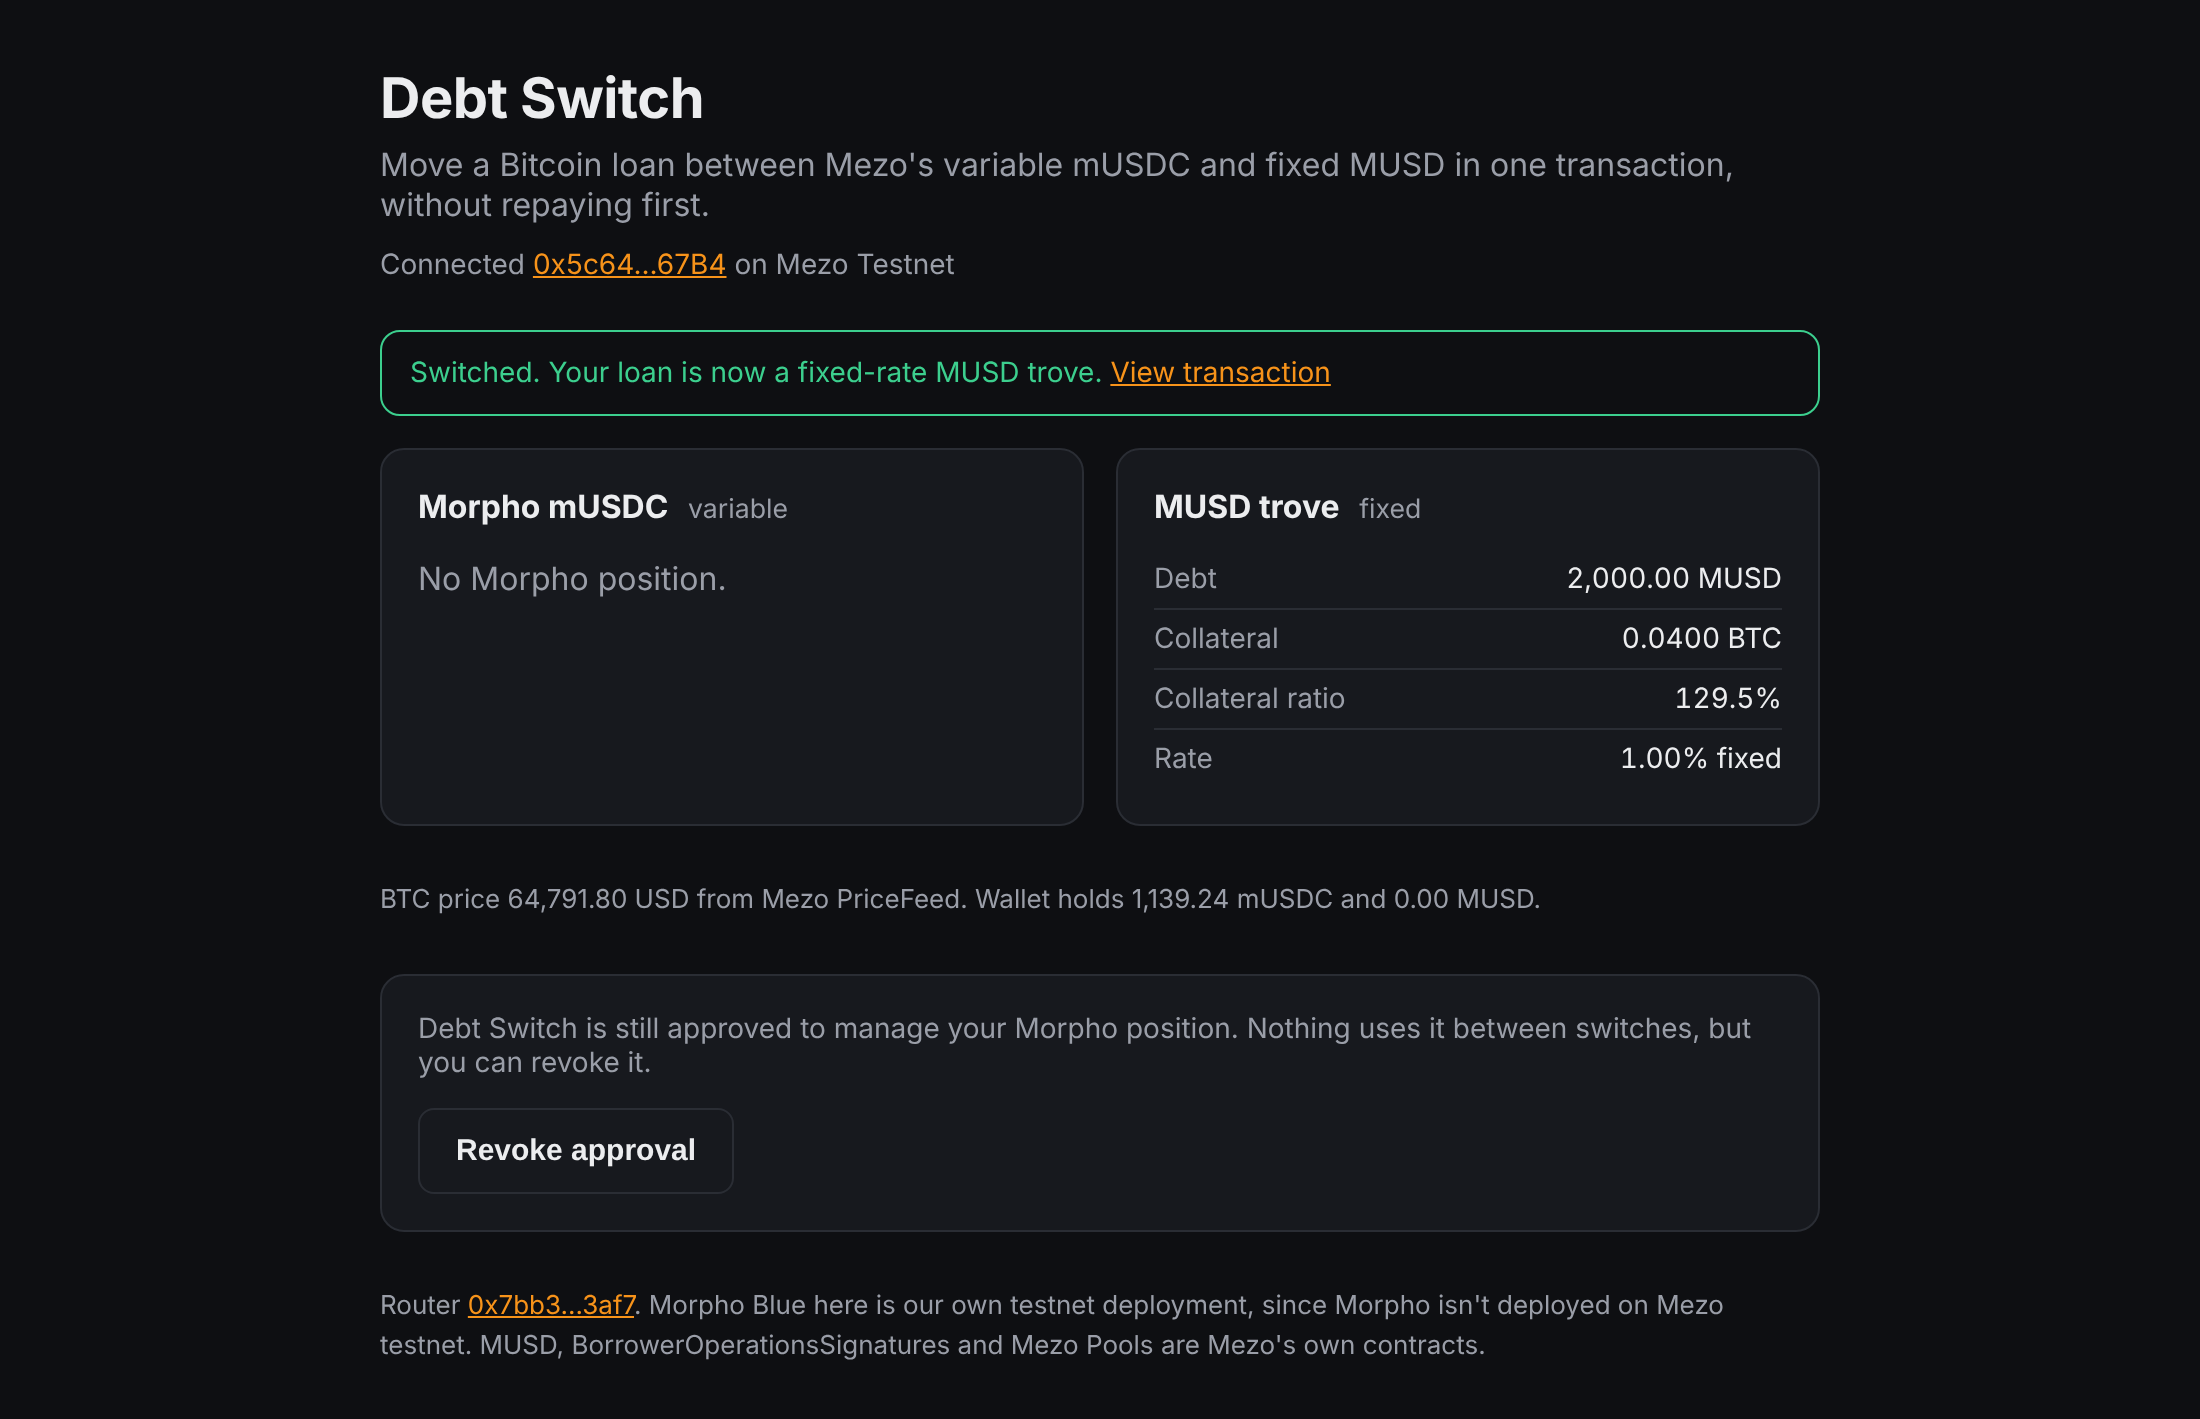 Debt Switch
Move a Bitcoin loan between Mezo's variable mUSDC and fixed MUSD in one transaction,
without repaying first.
Connected 0x5c64...67B4 on Mezo Testnet
Switched. Your loan is now a fixed-rate MUSD trove. View transaction
Morpho mUSDC variable
No Morpho position.
MUSD trove fixed
Debt 2,000.00 MUSD
Collateral 0.0400 BTC
Collateral ratio 129.5%
Rate 1.00% fixed
BTC price 64,791.80 USD from Mezo PriceFeed. Wallet holds 1,139.24 mUSDC and 0.00 MUSD.
Debt Switch is still approved to manage your Morpho position. Nothing uses it between switches, but
you can revoke it.
Revoke approval
Router 0x7bb3...3af7. Morpho Blue here is our own testnet deployment, since Morpho isn't deployed on Mezo
testnet. MUSD, BorrowerOperationsSignatures and Mezo Pools are Mezo's own contracts.